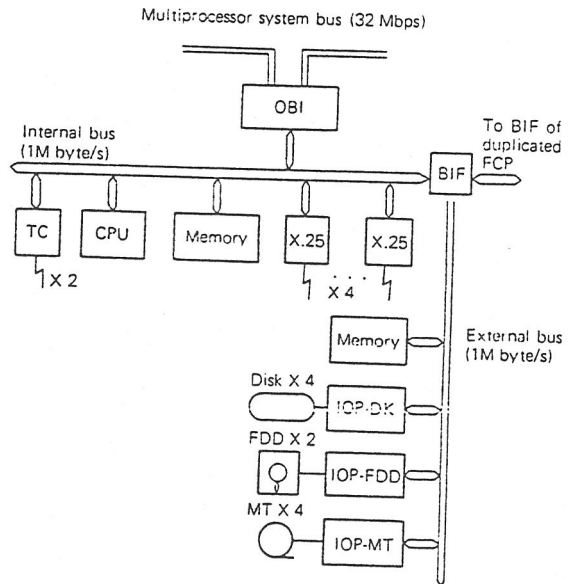 Multiprocessor system bus (32 Mbps)
OBI
Internal bus
(1M byte/s)
To BIF of
duplicated
FCP
BIF
TC
CPU
Memory
X.25
X.25
X 2
X 4
Memory
External bus
(1M byte/s)
Disk X 4
IOP-DK
FDD X 2
IOP-FDD
MT X 4
IOP-MT